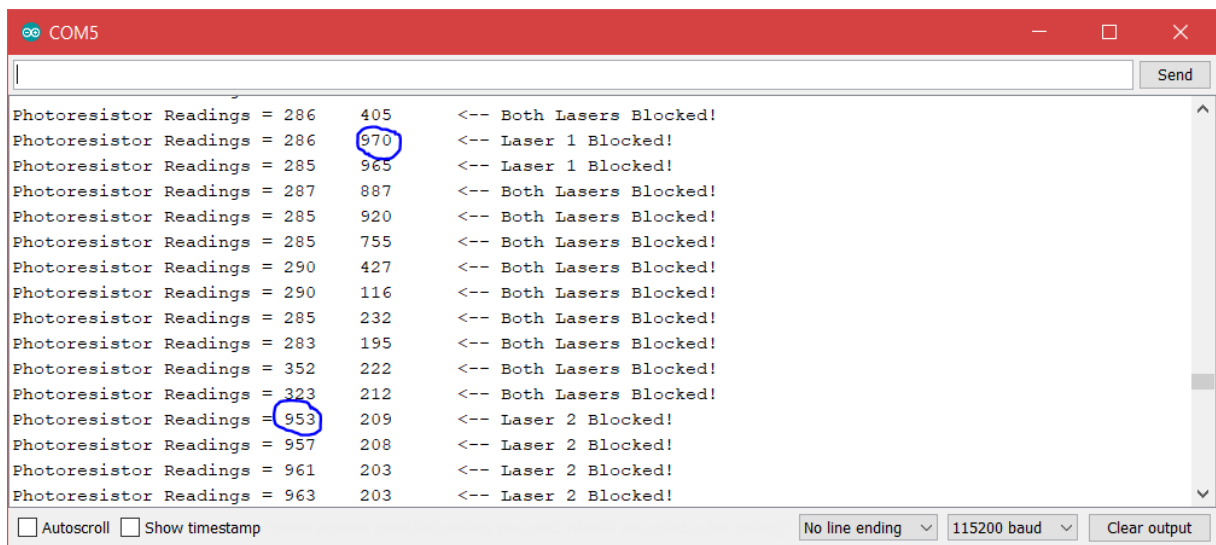 COM5
Send
Photoresistor Readings = 286 405 <-- Both Lasers Blocked!
Photoresistor Readings = 286 970 <-- Laser 1 Blocked!
Photoresistor Readings = 285 965 <-- Laser 1 Blocked!
Photoresistor Readings = 287 887 <-- Both Lasers Blocked!
Photoresistor Readings = 285 920 <-- Both Lasers Blocked!
Photoresistor Readings = 285 755 <-- Both Lasers Blocked!
Photoresistor Readings = 290 427 <-- Both Lasers Blocked!
Photoresistor Readings = 290 116 <-- Both Lasers Blocked!
Photoresistor Readings = 285 232 <-- Both Lasers Blocked!
Photoresistor Readings = 283 195 <-- Both Lasers Blocked!
Photoresistor Readings = 352 222 <-- Both Lasers Blocked!
Photoresistor Readings = 323 212 <-- Both Lasers Blocked!
Photoresistor Readings = 953 209 <-- Laser 2 Blocked!
Photoresistor Readings = 957 208 <-- Laser 2 Blocked!
Photoresistor Readings = 961 203 <-- Laser 2 Blocked!
Photoresistor Readings = 963 203 <-- Laser 2 Blocked!
Autoscroll Show timestamp No line ending 115200 baud Clear output